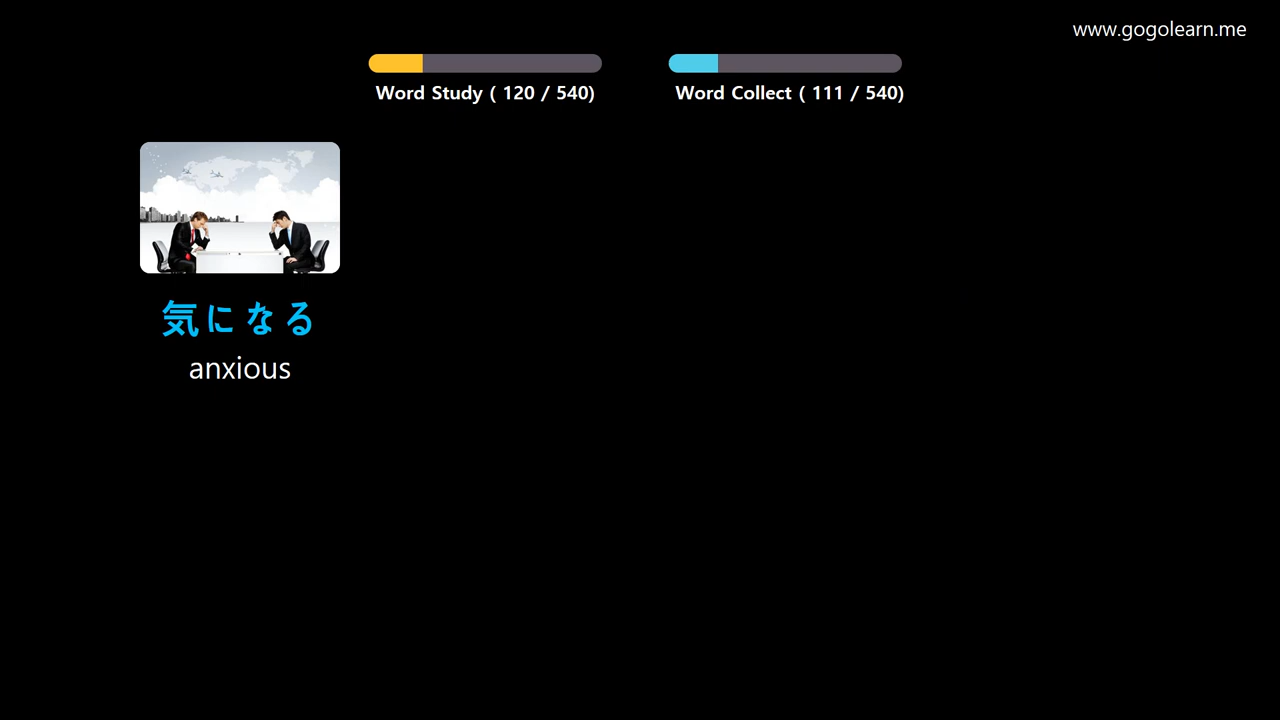 www.gogolearn.me
Word Study ( 120 / 540)
Word Collect ( 111 / 540)
気になる
anxious